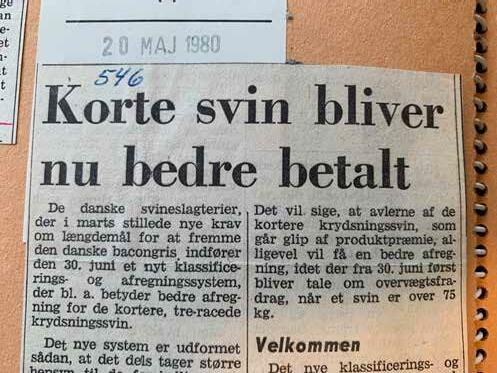 20 MAJ 1980
546
Korte svin bliver
nu bedre betalt
De danske svineslagterier,
der i marts stillede nye krav
om længdemål for at fremme
den danske bacongris, indfører
den 30. juni et nyt klassifice-
rings- og afregningssystem,
der bl. a. betyder bedre afreg-
ning for de kortere, tre-racede
krydsningssvin.
Det nye system er udformet
sådan, at det dels tager større
Det vil sige, at avlerne af de
kortere krydsningssvin, som
går glip af produktpræmie, al-
ligevel vil få en bedre afreg-
ning, idet der fra 30. juni først
bliver tale om overvægtsfra-
drag, når et svin er over 75
kg.
Velkommen
Det nye klassificerings- og